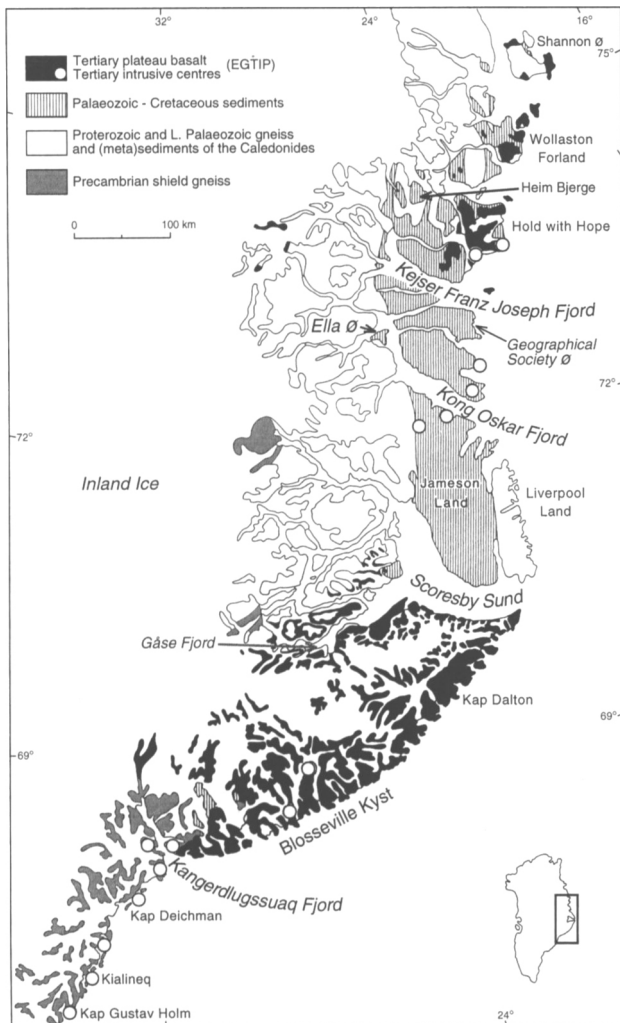 32°
24°
16°
Shannon ø
75°
Tertiary plateau basalt
Tertiary intrusive centres
(EGTIP)
Palaeozoic - Cretaceous sediments
Proterozoic and L. Palaeozoic gneiss
and (meta)sediments of the Caledonides
Precambrian shield gneiss
0
100 km
Wollaston
Forland
Heim Bjerge
Hold with Hope
Kejser Franz Joseph Fjord
Ella Ø
Geographical
Society Ø
72°
Kong Oskar Fjord
72°
Inland Ice
Jameson
Land
Liverpool
Land
Scoresby Sund
Gåse Fjord
Kap Dalton
69°
69°
Blosseville Kyst
Kangerdlugssuaq Fjord
Kap Deichman
Kialineq
Kap Gustav Holm
24°